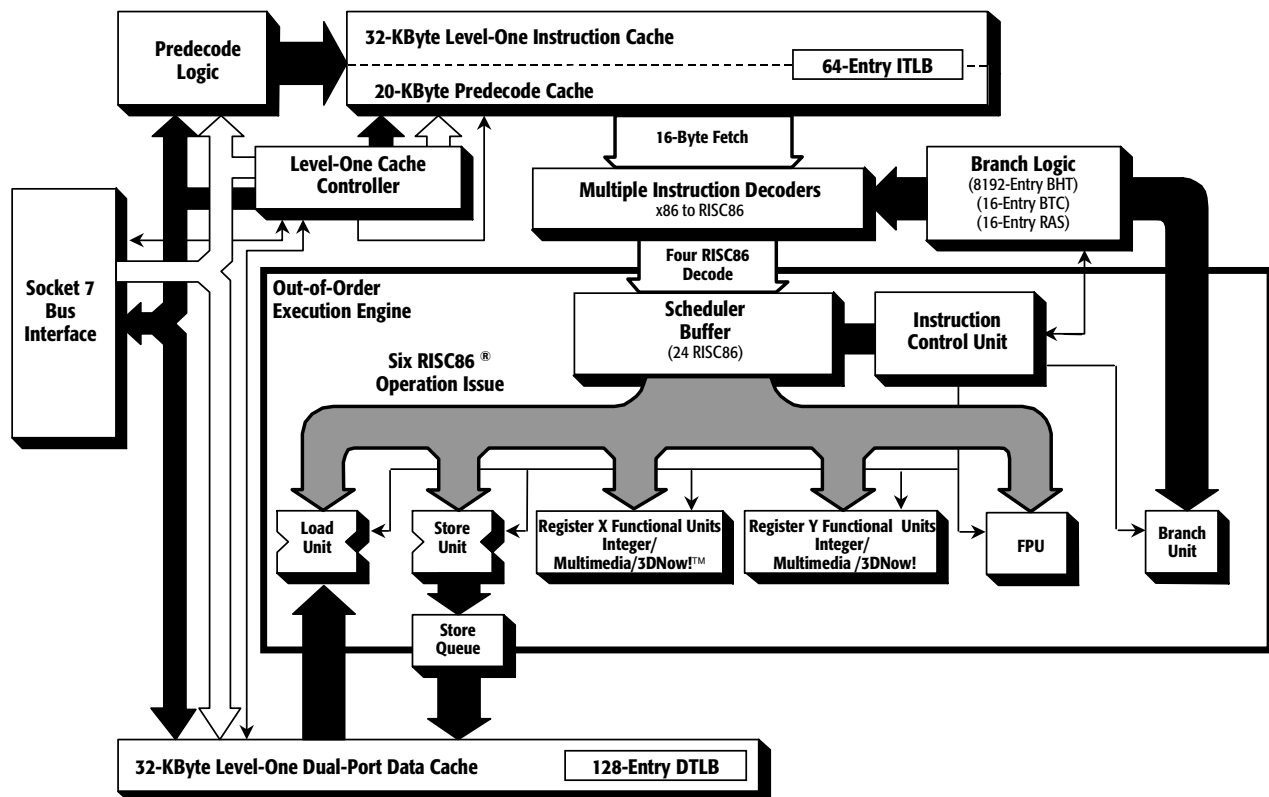 Predecode
Logic
32-KByte Level-One Instruction Cache
64-Entry ITLB
20-KByte Predecode Cache
16-Byte Fetch
Level-One Cache
Controller
Multiple Instruction Decoders
x86 to RISC86
Branch Logic
(8192-Entry BHT)
(16-Entry BTC)
(16-Entry RAS)
Four RISC86
Decode
Socket 7
Bus
Interface
Out-of-Order
Execution Engine
Scheduler
Buffer
(24 RISC86)
Instruction
Control Unit
Six RISC86 ®
Operation Issue
Load
Unit
Store
Unit
Register X Functional Units
Integer/
Multimedia/3DNow!™
Register Y Functional Units
Integer/
Multimedia /3DNow!
FPU
Branch
Unit
Store
Queue
32-KByte Level-One Dual-Port Data Cache
128-Entry DTLB